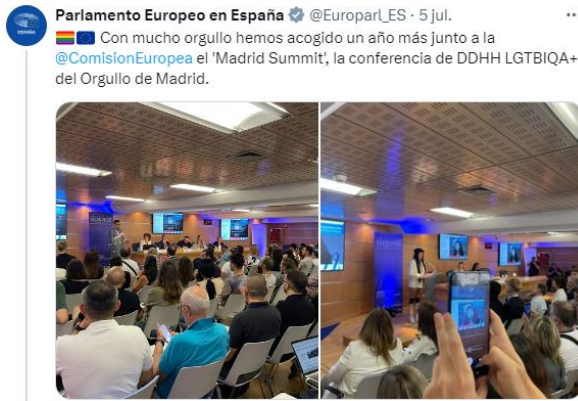 Parlamento Europeo en España @Europarl_ES · 5 jul.
🏳️‍🌈🇪🇺 Con mucho orgullo hemos acogido un año más junto a la
@ComisionEuropea el 'Madrid Summit', la conferencia de DDHH LGTBIQA+
del Orgullo de Madrid.